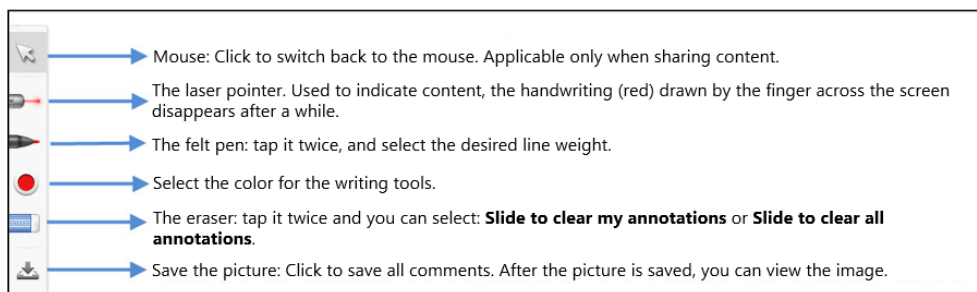 Mouse: Click to switch back to the mouse. Applicable only when sharing content.
The laser pointer. Used to indicate content, the handwriting (red) drawn by the finger across the screen
disappears after a while.
The felt pen: tap it twice, and select the desired line weight.
Select the color for the writing tools.
The eraser: tap it twice and you can select: Slide to clear my annotations or Slide to clear all
annotations.
Save the picture: Click to save all comments. After the picture is saved, you can view the image.